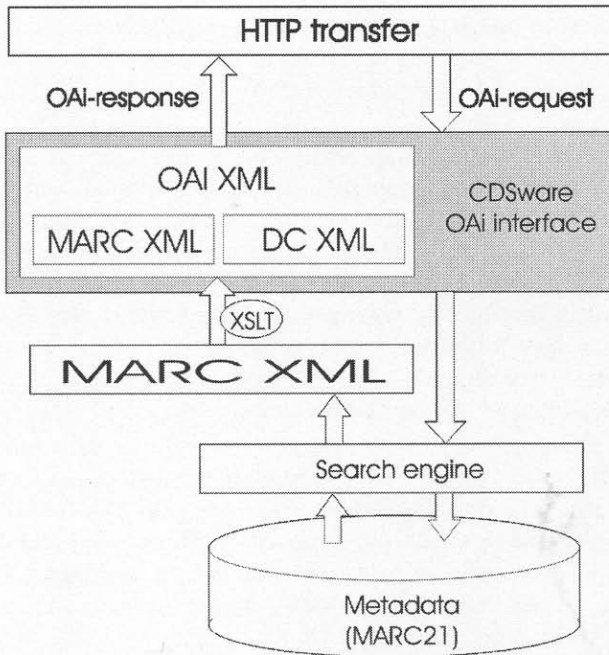 HTTP transfer
OAi-response
OAi-request
OAI XML
MARC XML
DC XML
CDSware
OAi interface
XSLT
MARC XML
Search engine
Metadata
(MARC21)